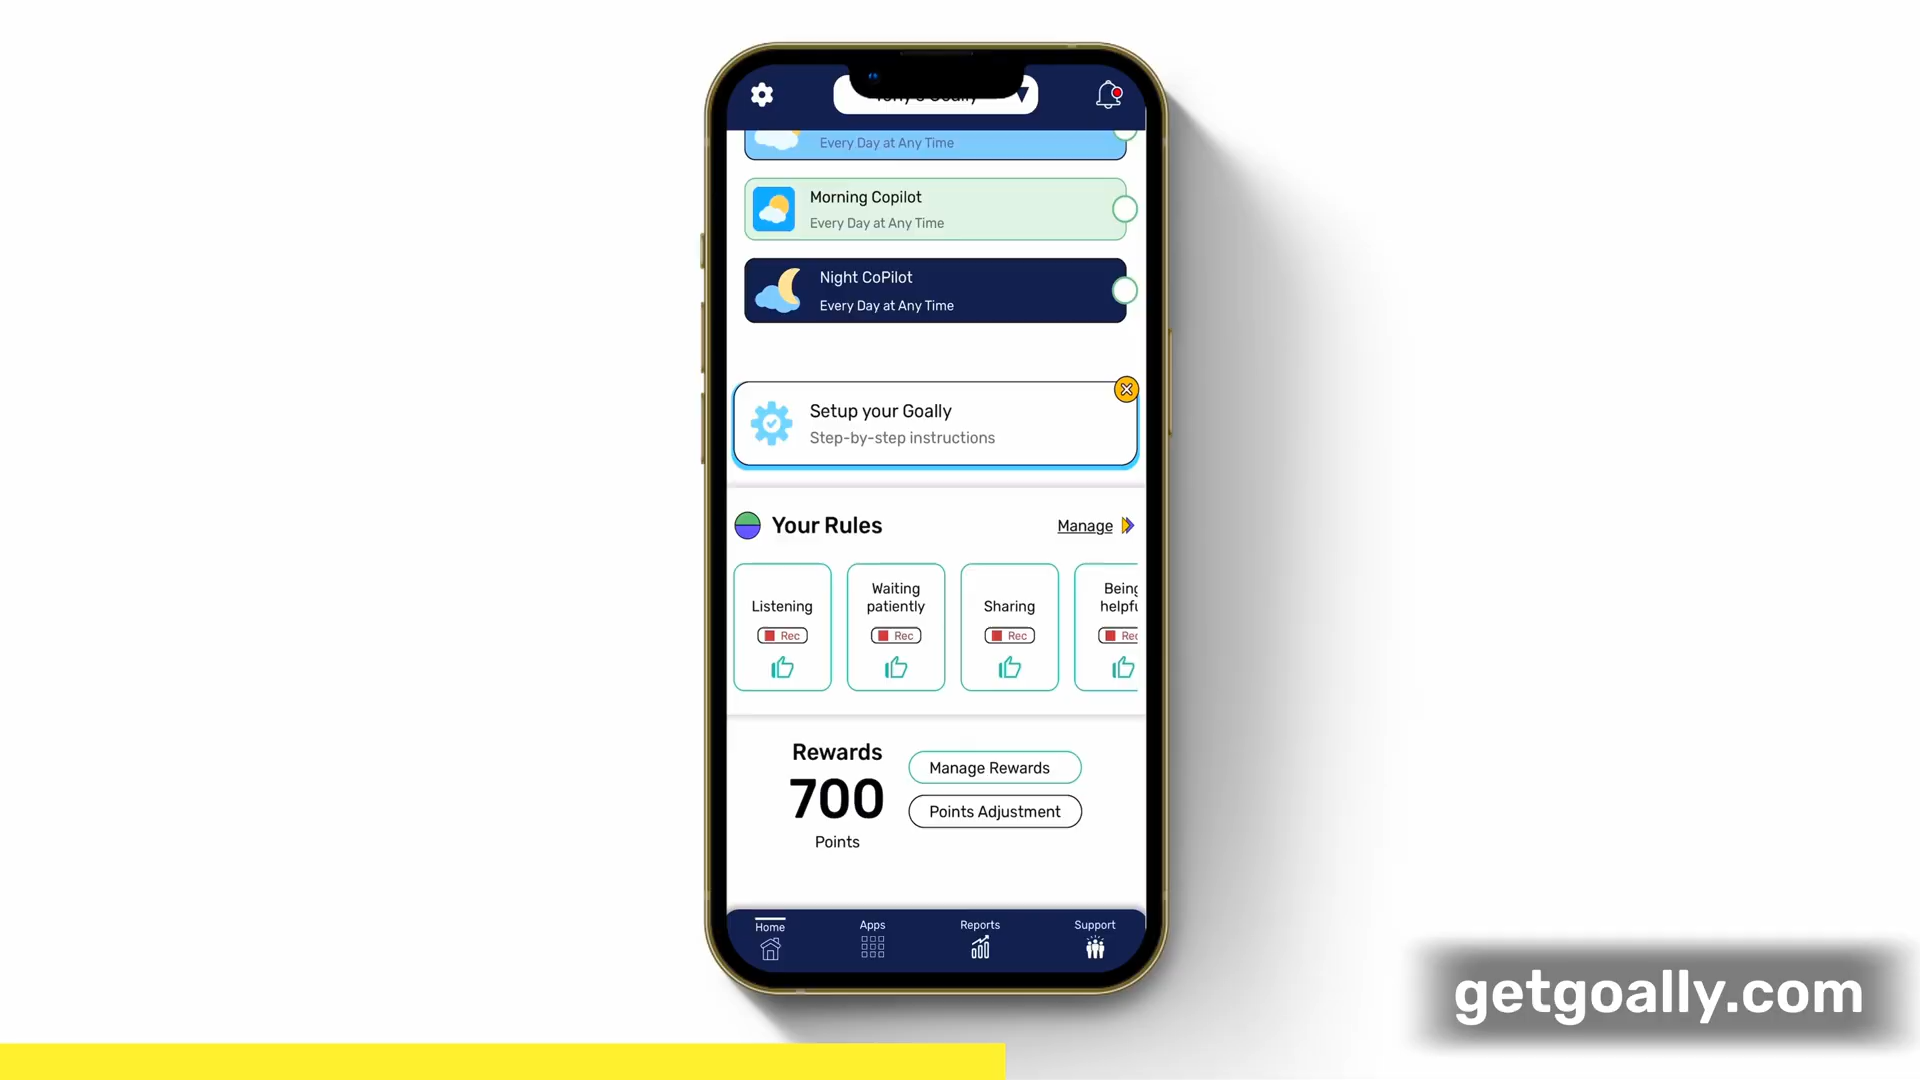 Every Day at Any Time
Morning Copilot
Every Day at Any Time
Night CoPilot
Every Day at Any Time
Setup your Goally
Step-by-step instructions
Your Rules
Manage
Listening
Rec
Waiting
patiently
Rec
Sharing
Rec
Being
Rec
Rewards
700
Points
Manage Rewards
Points Adjustment
Home
Apps
Reports
Support
getgoally.com